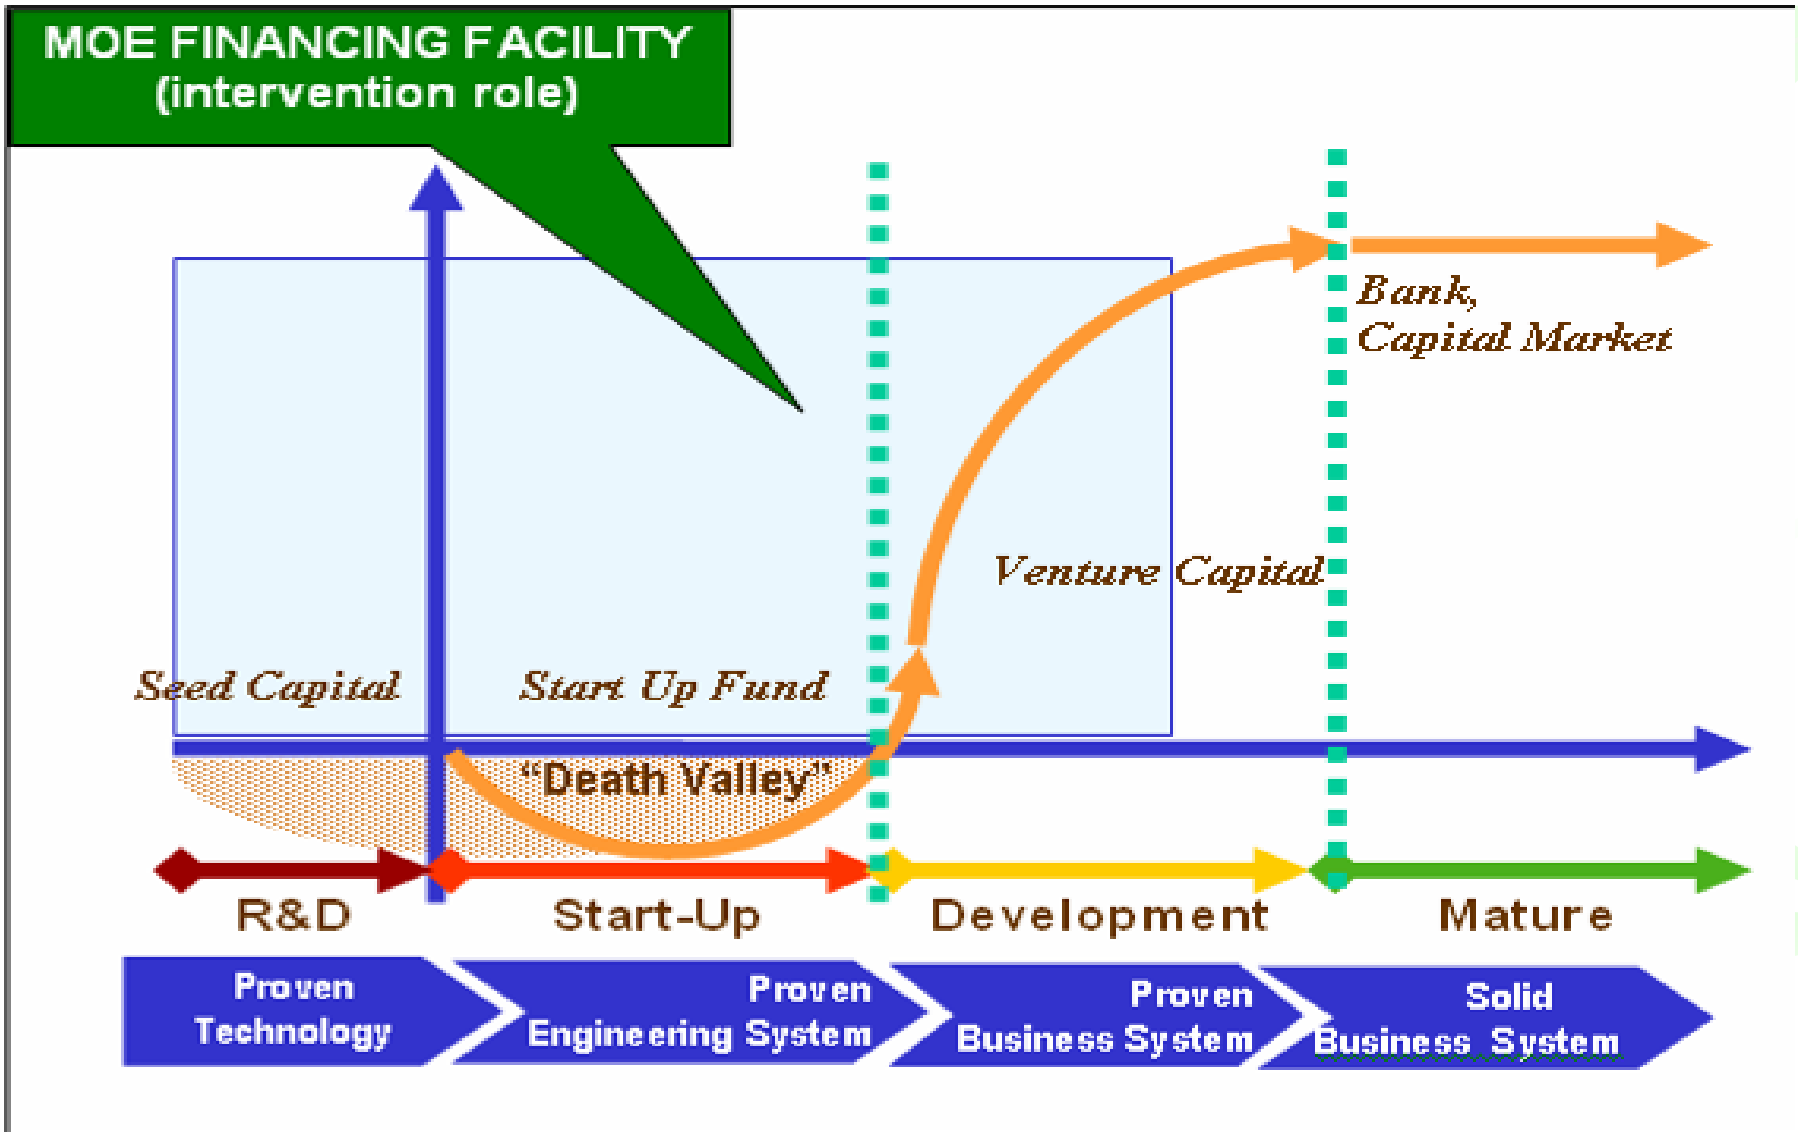 MOE FINANCING FACILITY
(intervention role)
Bank,
Capital Market
Venture Capital
Seed Capital
Start Up Fund
“Death Valley”
R&D
Start-Up
Development
Mature
Proven
Technology
Proven
Engineering System
Proven
Business System
Solid
Business System